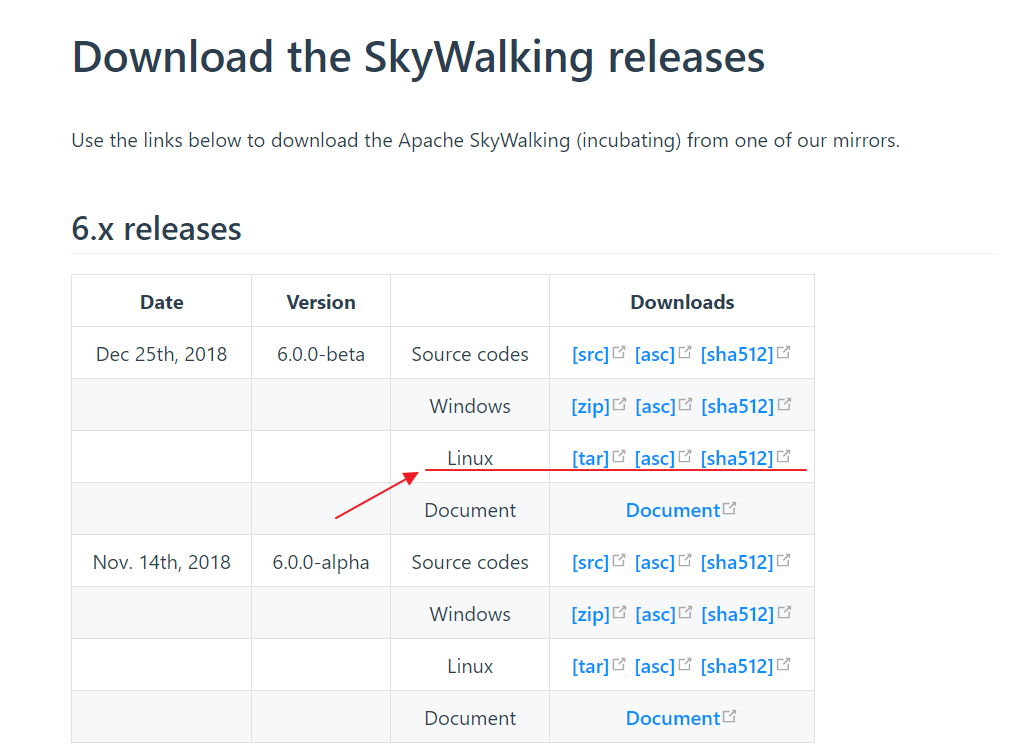 Download the SkyWalking releases
Use the links below to download the Apache SkyWalking (incubating) from one of our mirrors.
6.x releases
Date Version Downloads
Dec 25th, 2018 6.0.0-beta Source codes [src] [asc] [sha512]
Windows [zip] [asc] [sha512]
Linux [tar] [asc] [sha512]
Document Document
Nov. 14th, 2018 6.0.0-alpha Source codes [src] [asc] [sha512]
Windows [zip] [asc] [sha512]
Linux [tar] [asc] [sha512]
Document Document